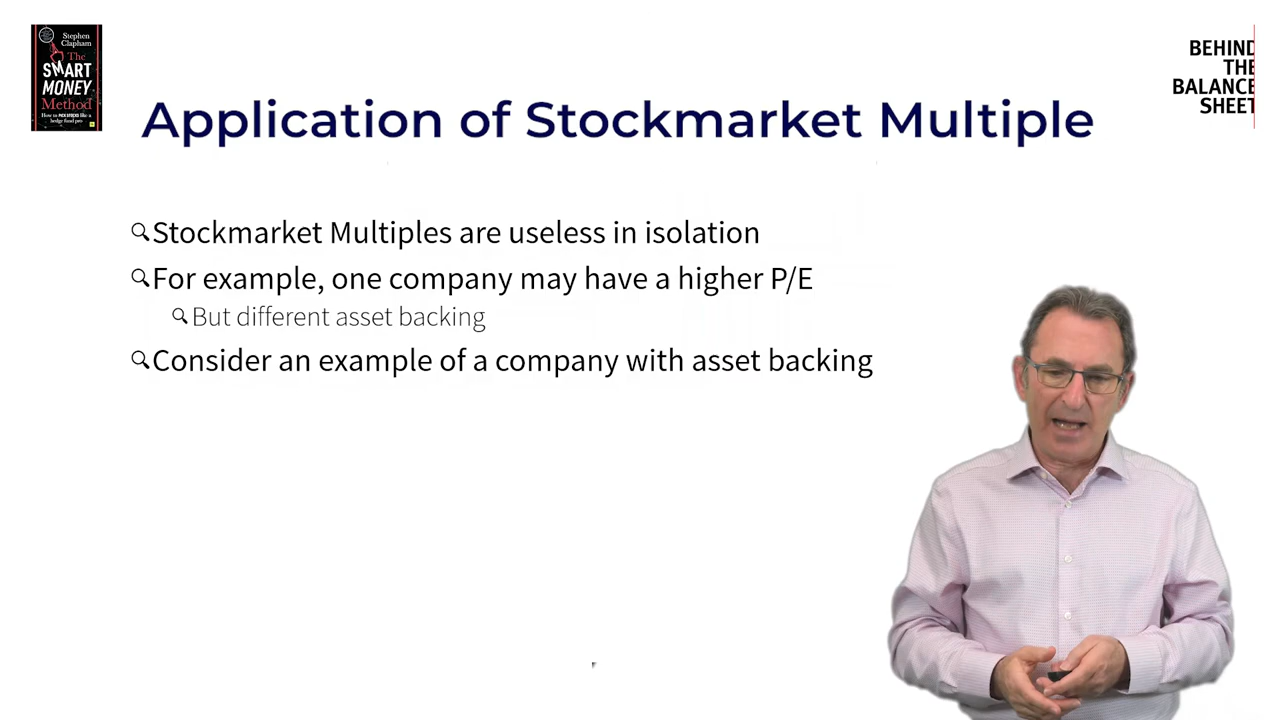 Stephen
Clapham
The
SMART
MONEY
Method
How to PICK STOCKS like a
hedge fund pro
BEHIND
THE
BALANCE
SHEET
Application of Stockmarket Multiple
Stockmarket Multiples are useless in isolation
For example, one company may have a higher P/E
But different asset backing
Consider an example of a company with asset backing